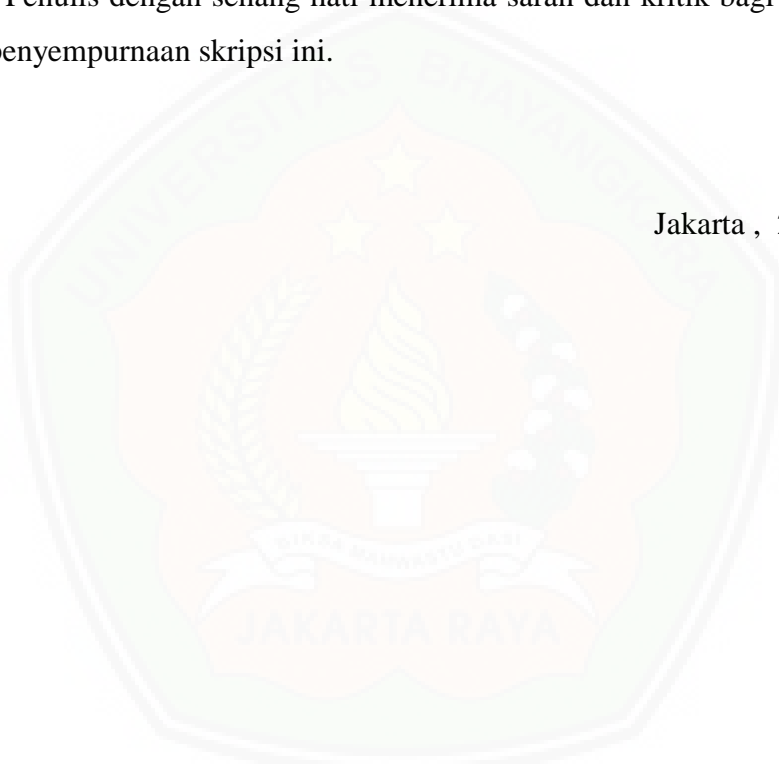 Penulis dengan senang hati menerima saran dan kritik bagi
penyempurnaan skripsi ini.
UNIVERSITAS BHAYANGKARA
Jakarta ,
JAKARTA RAYA